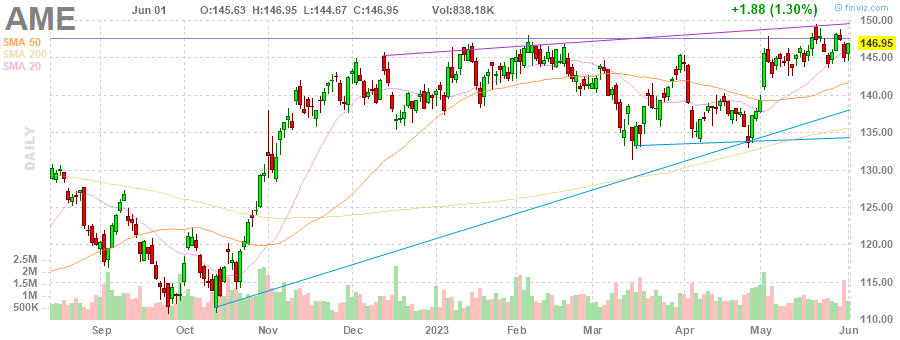 AME Jun 01 O:145.63 H:146.95 L:144.67 C:146.95 Vol:838.18K +1.88 (1.30%) © finviz.com
SMA 50
SMA 200
SMA 20
DAILY
150.00
146.95
145.00
140.00
135.00
130.00
125.00
120.00
115.00
110.00
2.5M
2M
1.5M
1M
500K
Sep Oct Nov Dec 2023 Feb Mar Apr May Jun